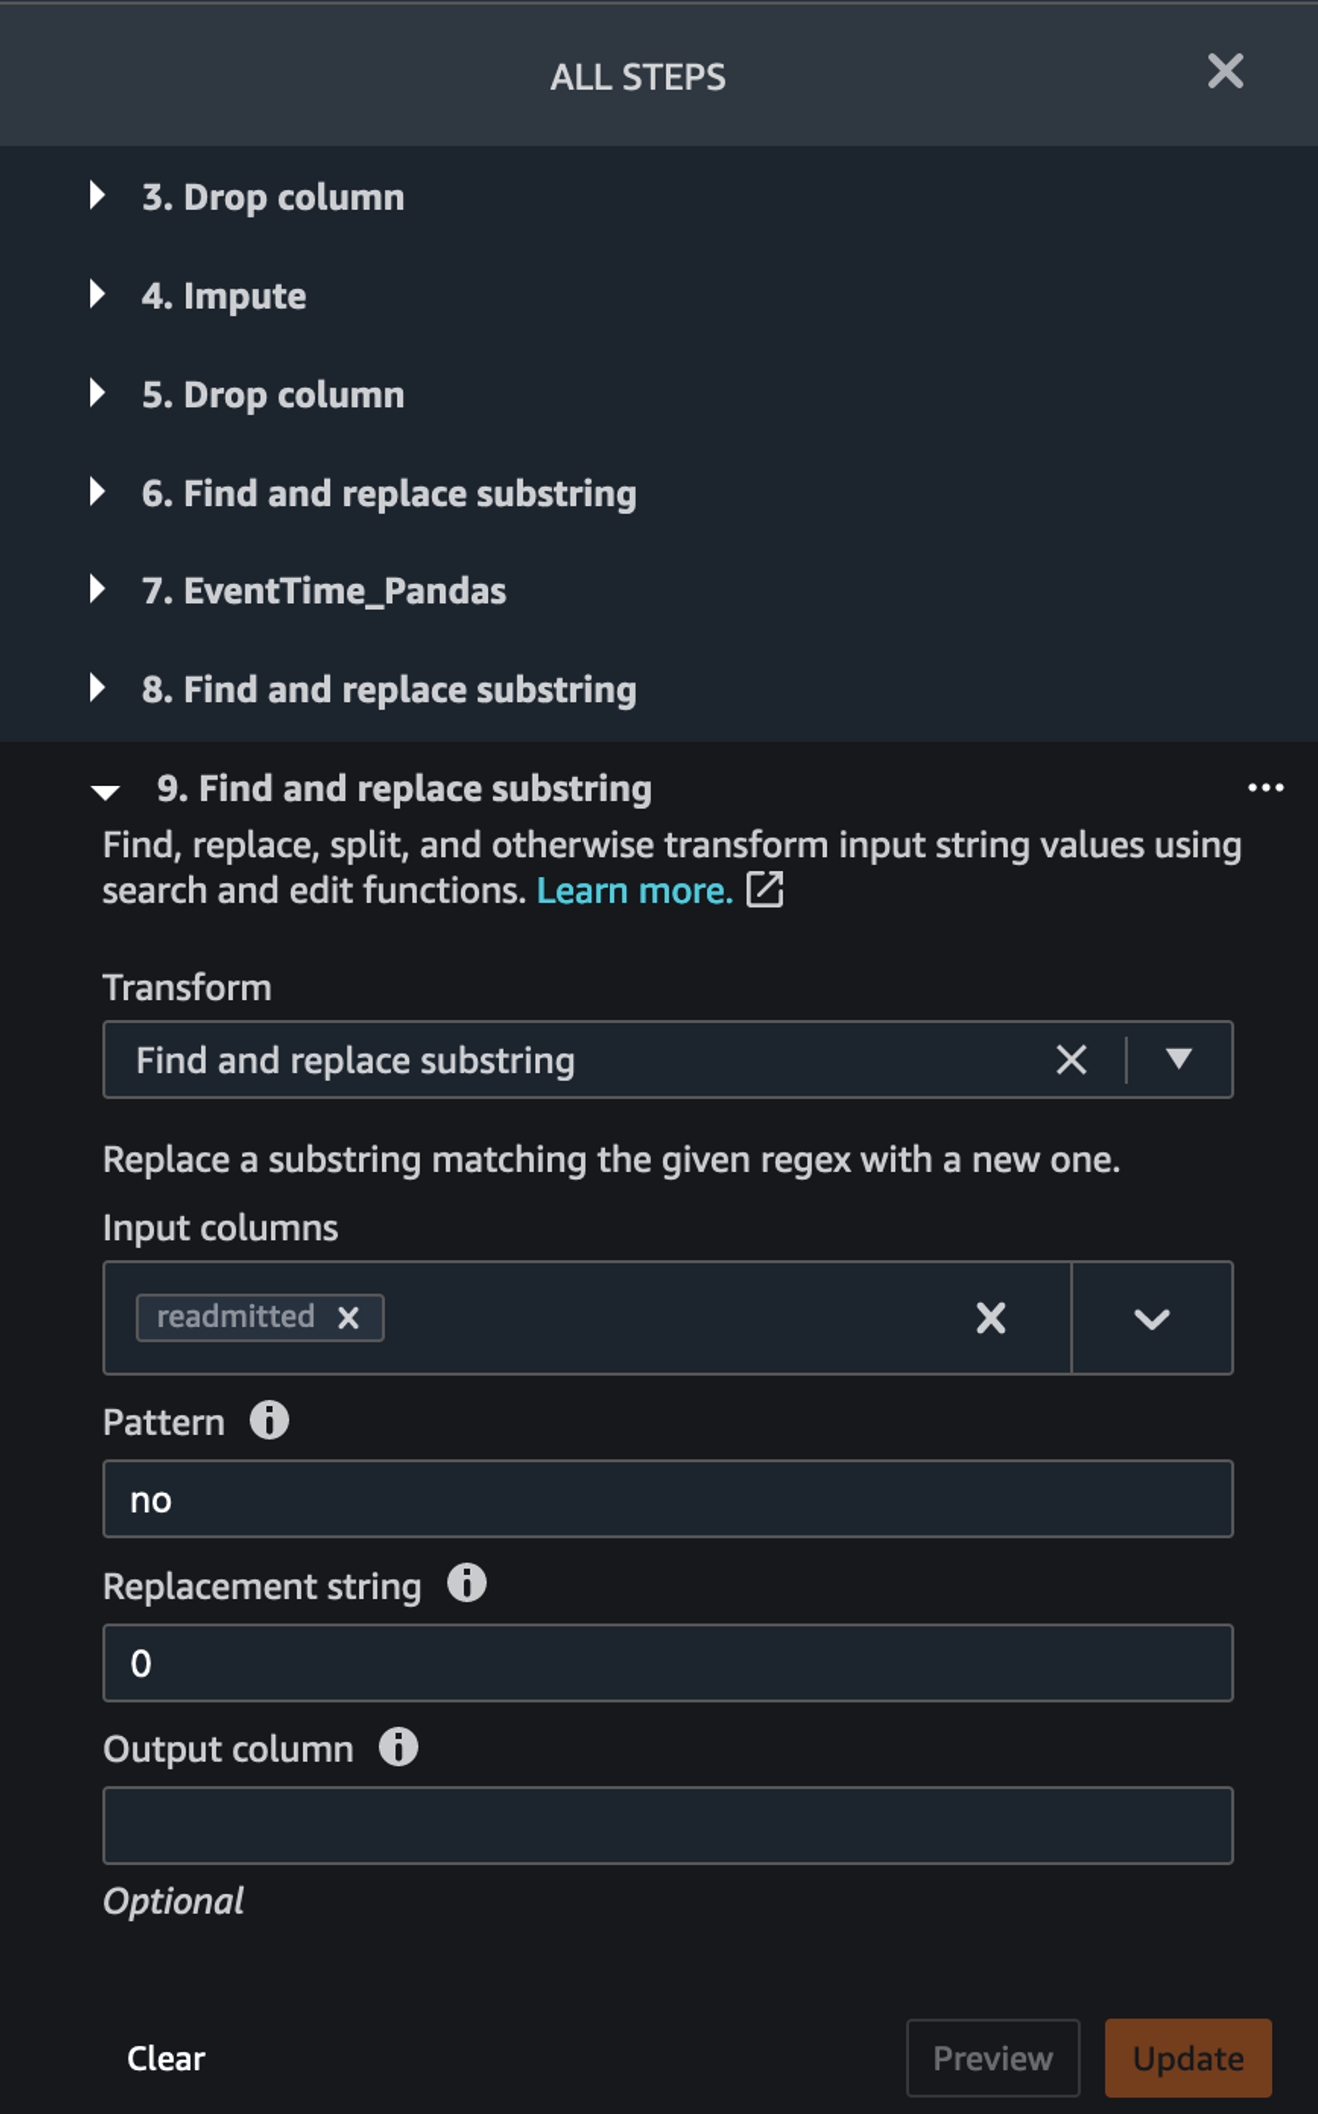 ALL STEPS
3. Drop column
4. Impute
5. Drop column
6. Find and replace substring
7. EventTime_Pandas
8. Find and replace substring
9. Find and replace substring
Find, replace, split, and otherwise transform input string values using
search and edit functions. Learn more.
Transform
Find and replace substring
Replace a substring matching the given regex with a new one.
Input columns
readmitted
Pattern
no
Replacement string
0
Output column
Optional
Clear
Preview
Update